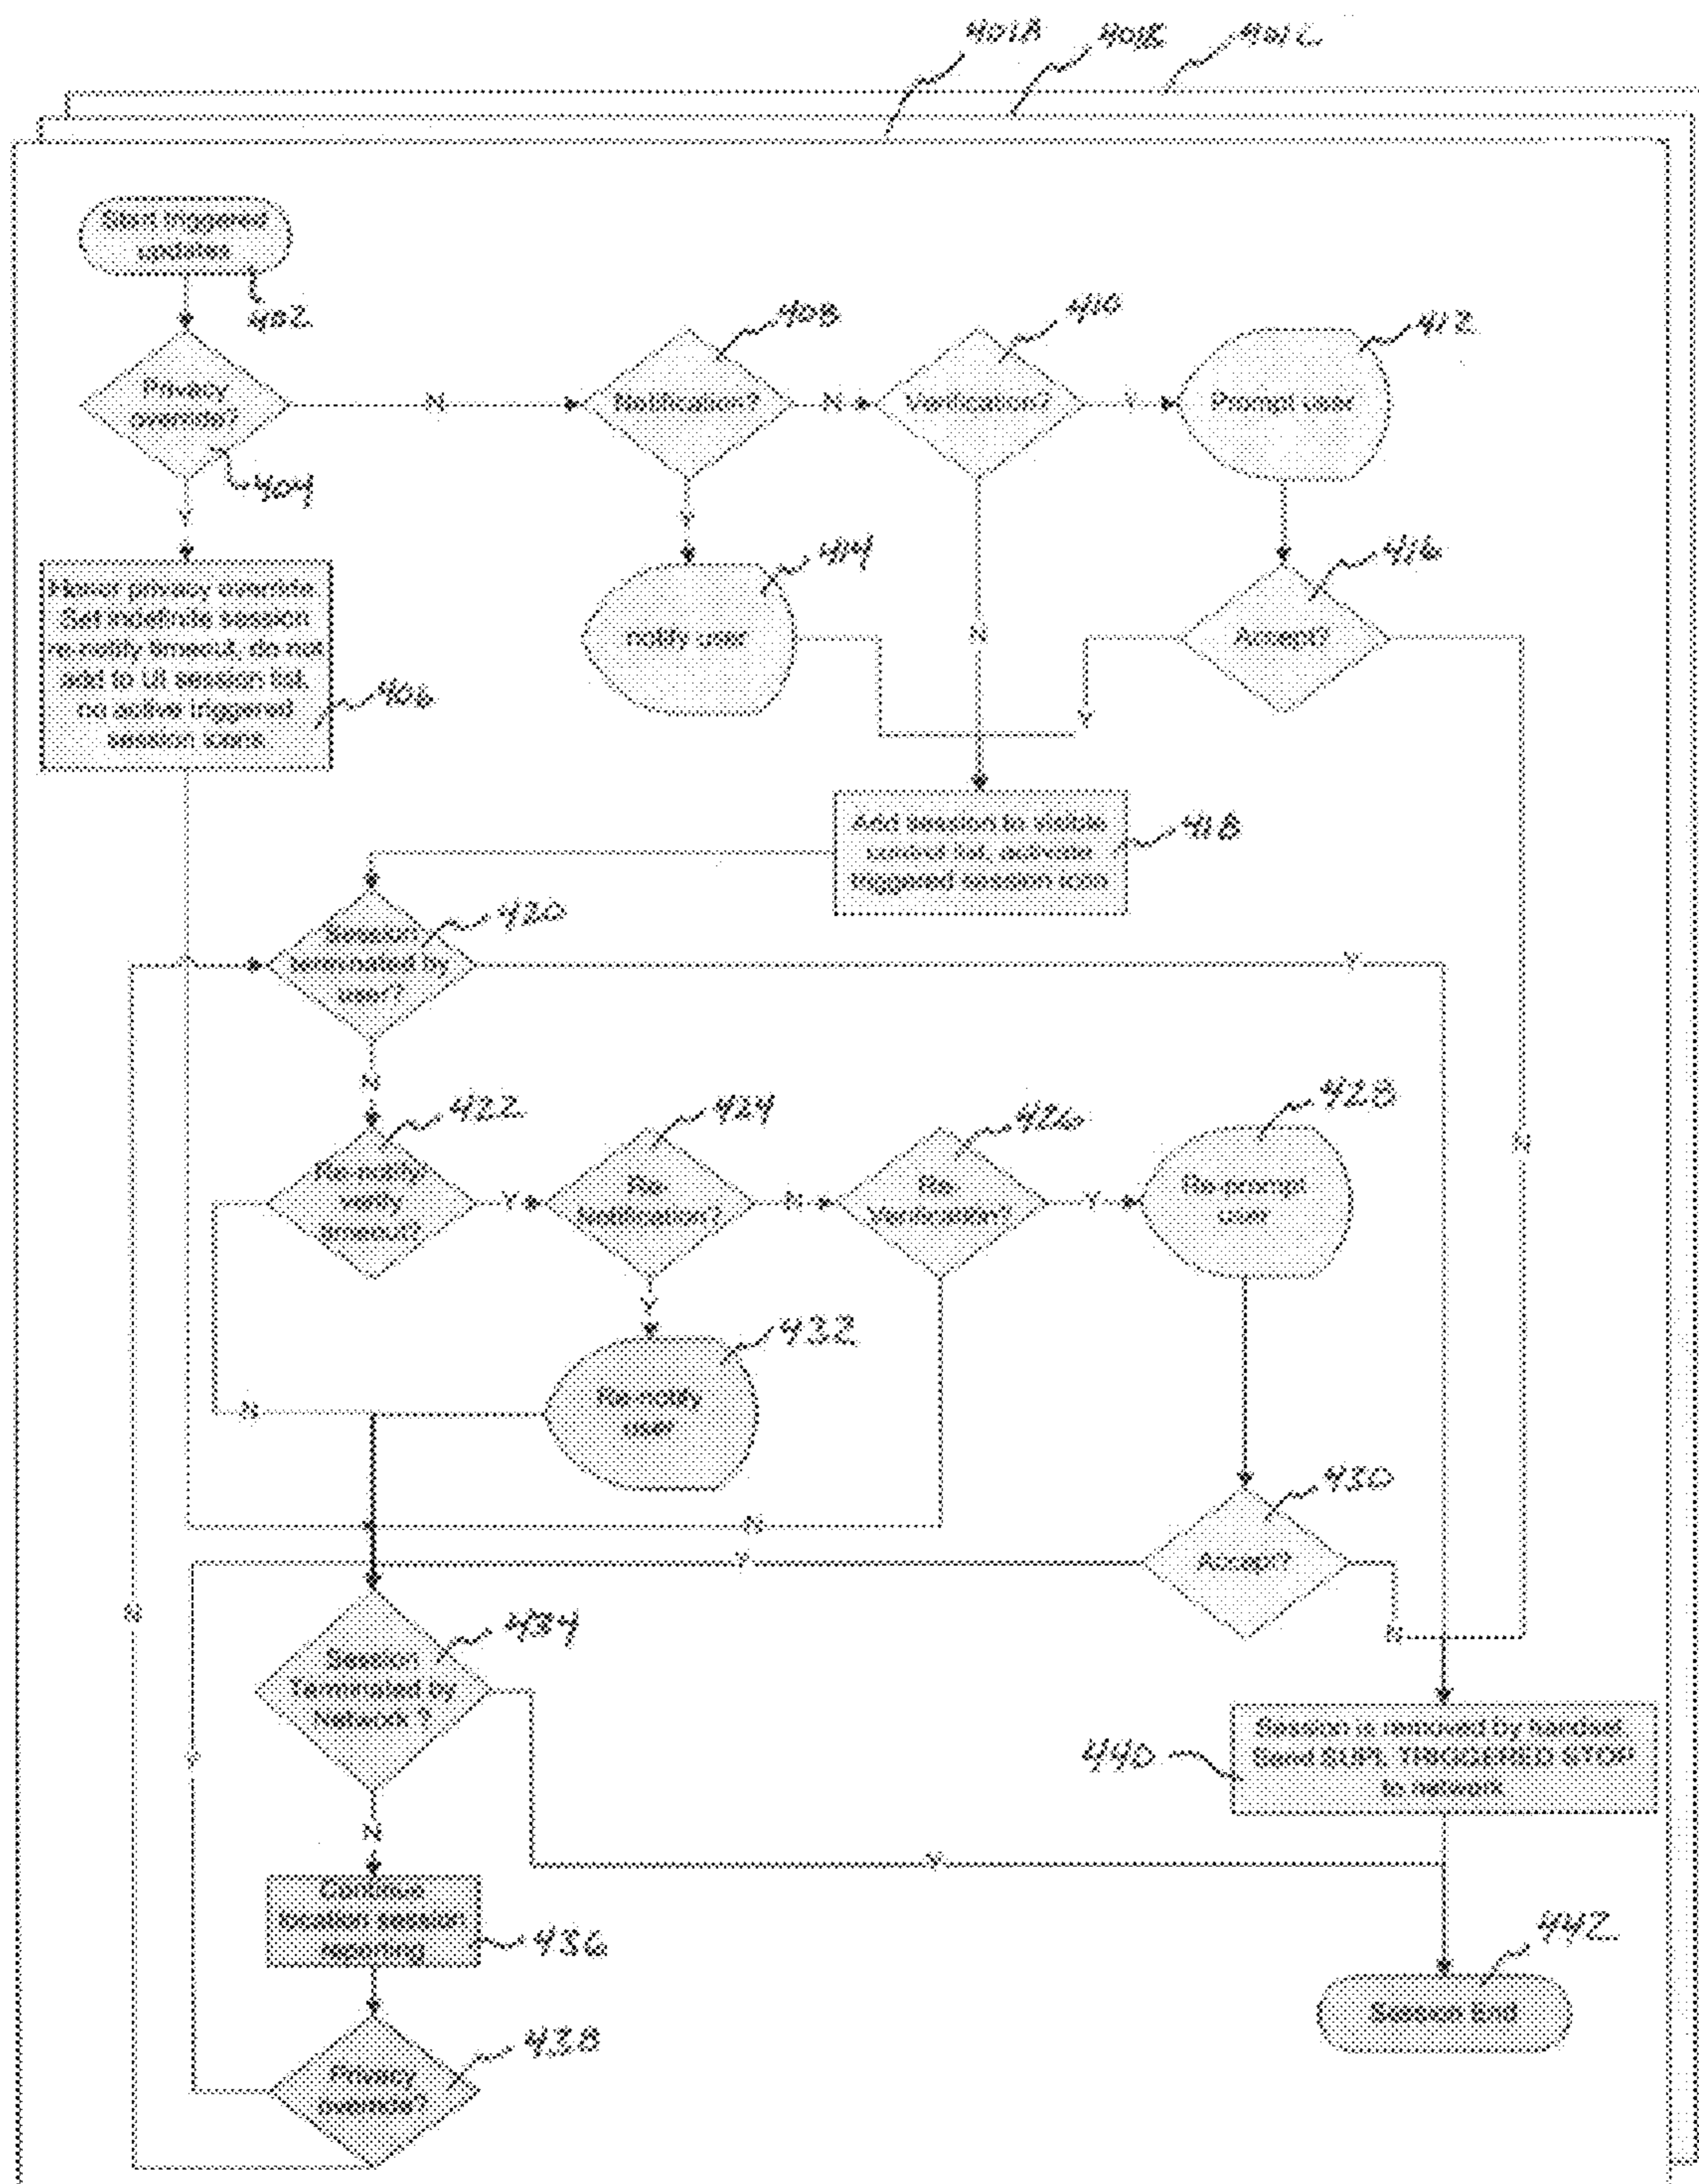 401A
401B
401C
Start triggered
updates
402
Privacy
override?
404
N
Notification?
408
N
Verification?
410
Y
Prompt user
412
Y
Y
notify user
414
N
Accept?
416
Honor privacy override.
Set indefinite session
re-notify timeout, do not
add to UI session list,
no active triggered
session icons
406
Y
Add session to visible
control list, activate
triggered session icon
418
Session
terminated by
user?
420
Y
N
N
Re-notify/
verify
timeout?
422
Y
Re-
Notification?
424
N
Re-
Verification?
426
Y
Re-prompt
user
428
Y
N
Re-notify
user
432
N
Accept?
430
Y
N
N
Session
Terminated by
Network ?
434
Y
N
Y
Session is removed by handset.
Send SUPL TRIGGERED STOP
to network
440
Continue
location session
reporting
436
Privacy
override?
438
Session End
442